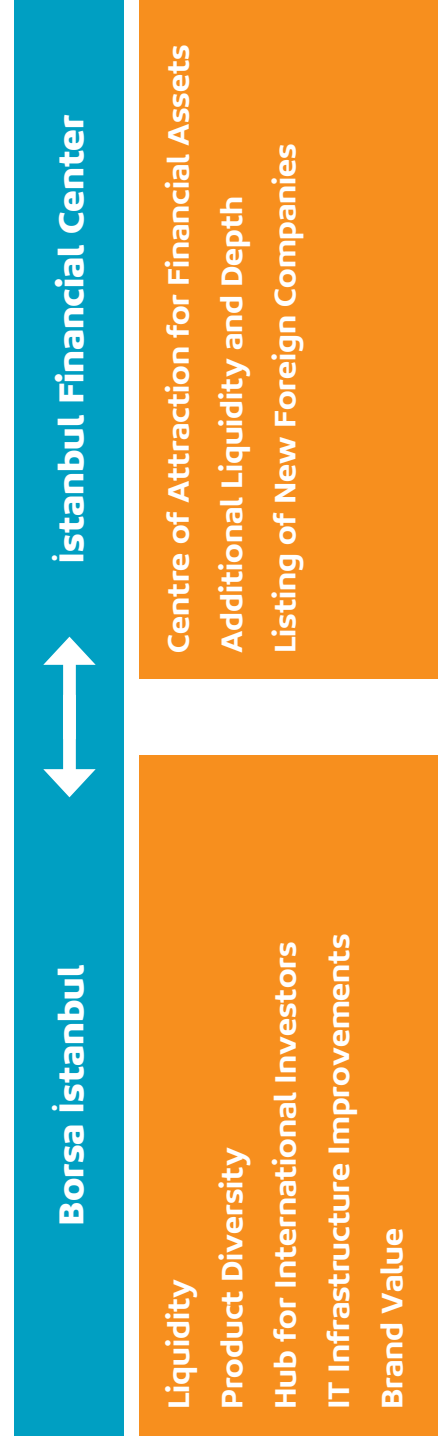 Borsa İstanbul
İstanbul Financial Center
Liquidity
Product Diversity
Hub for International Investors
IT Infrastructure Improvements
Brand Value
Centre of Attraction for Financial Assets
Additional Liquidity and Depth
Listing of New Foreign Companies